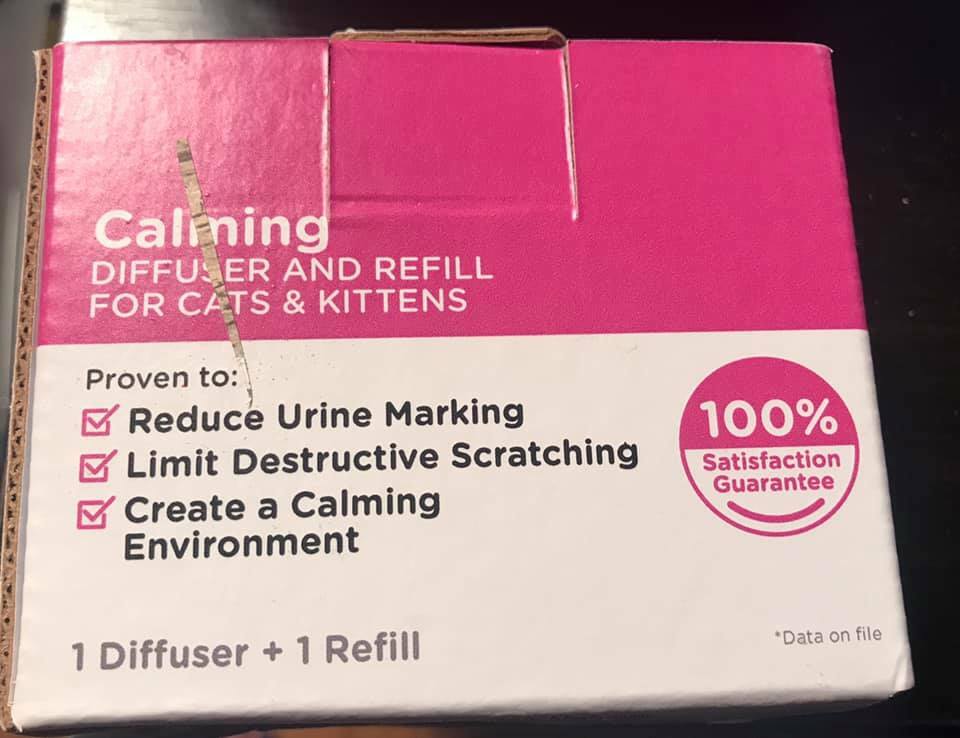 Calming
DIFFUSER AND REFILL
FOR CATS & KITTENS
Proven to:
Reduce Urine Marking
Limit Destructive Scratching
Create a Calming
Environment
100%
Satisfaction
Guarantee
1 Diffuser + 1 Refill
*Data on file